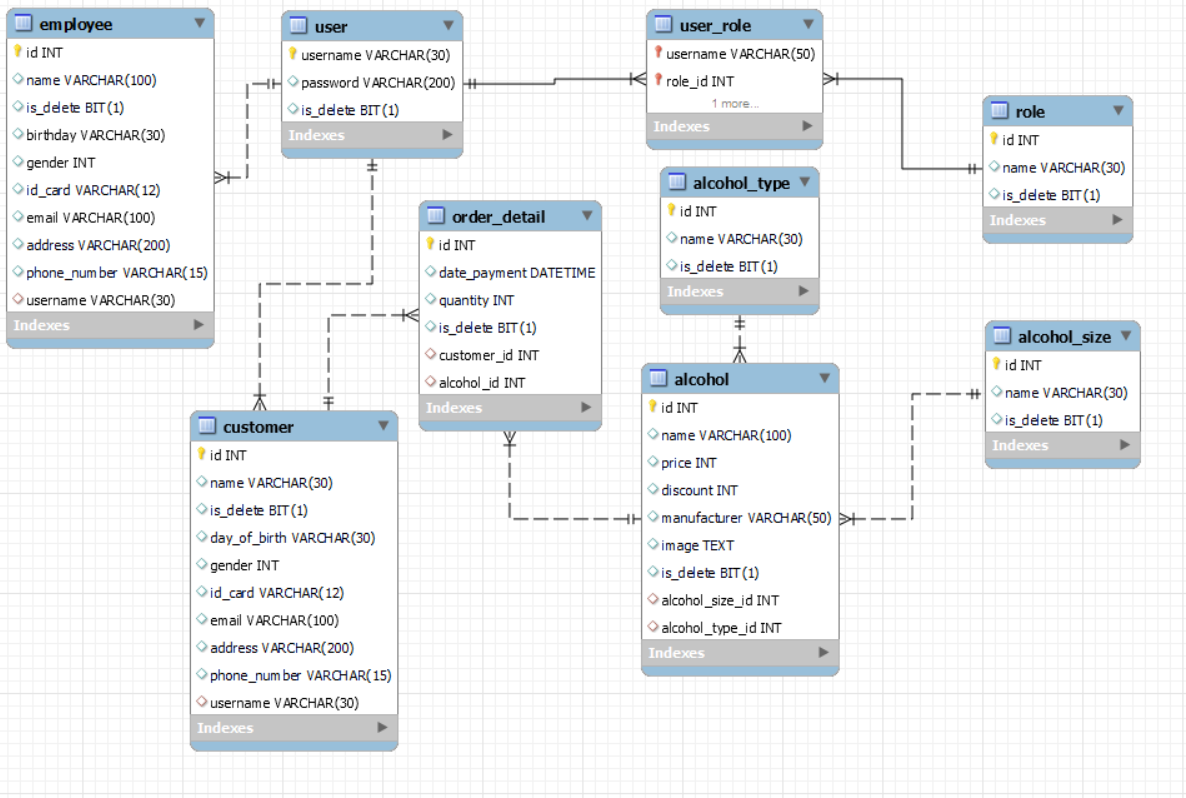 employee
id INT
name VARCHAR(100)
is_delete BIT(1)
birthday VARCHAR(30)
gender INT
id_card VARCHAR(12)
email VARCHAR(100)
address VARCHAR(200)
phone_number VARCHAR(15)
username VARCHAR(30)
Indexes
user
username VARCHAR(30)
password VARCHAR(200)
is_delete BIT(1)
Indexes
user_role
username VARCHAR(50)
role_id INT
1 more...
Indexes
role
id INT
name VARCHAR(30)
is_delete BIT(1)
Indexes
alcohol_type
id INT
name VARCHAR(30)
is_delete BIT(1)
Indexes
order_detail
id INT
date_payment DATETIME
quantity INT
is_delete BIT(1)
customer_id INT
alcohol_id INT
Indexes
alcohol_size
id INT
name VARCHAR(30)
is_delete BIT(1)
Indexes
alcohol
id INT
name VARCHAR(100)
price INT
discount INT
manufacturer VARCHAR(50)
image TEXT
is_delete BIT(1)
alcohol_size_id INT
alcohol_type_id INT
Indexes
customer
id INT
name VARCHAR(30)
is_delete BIT(1)
day_of_birth VARCHAR(30)
gender INT
id_card VARCHAR(12)
email VARCHAR(100)
address VARCHAR(200)
phone_number VARCHAR(15)
username VARCHAR(30)
Indexes